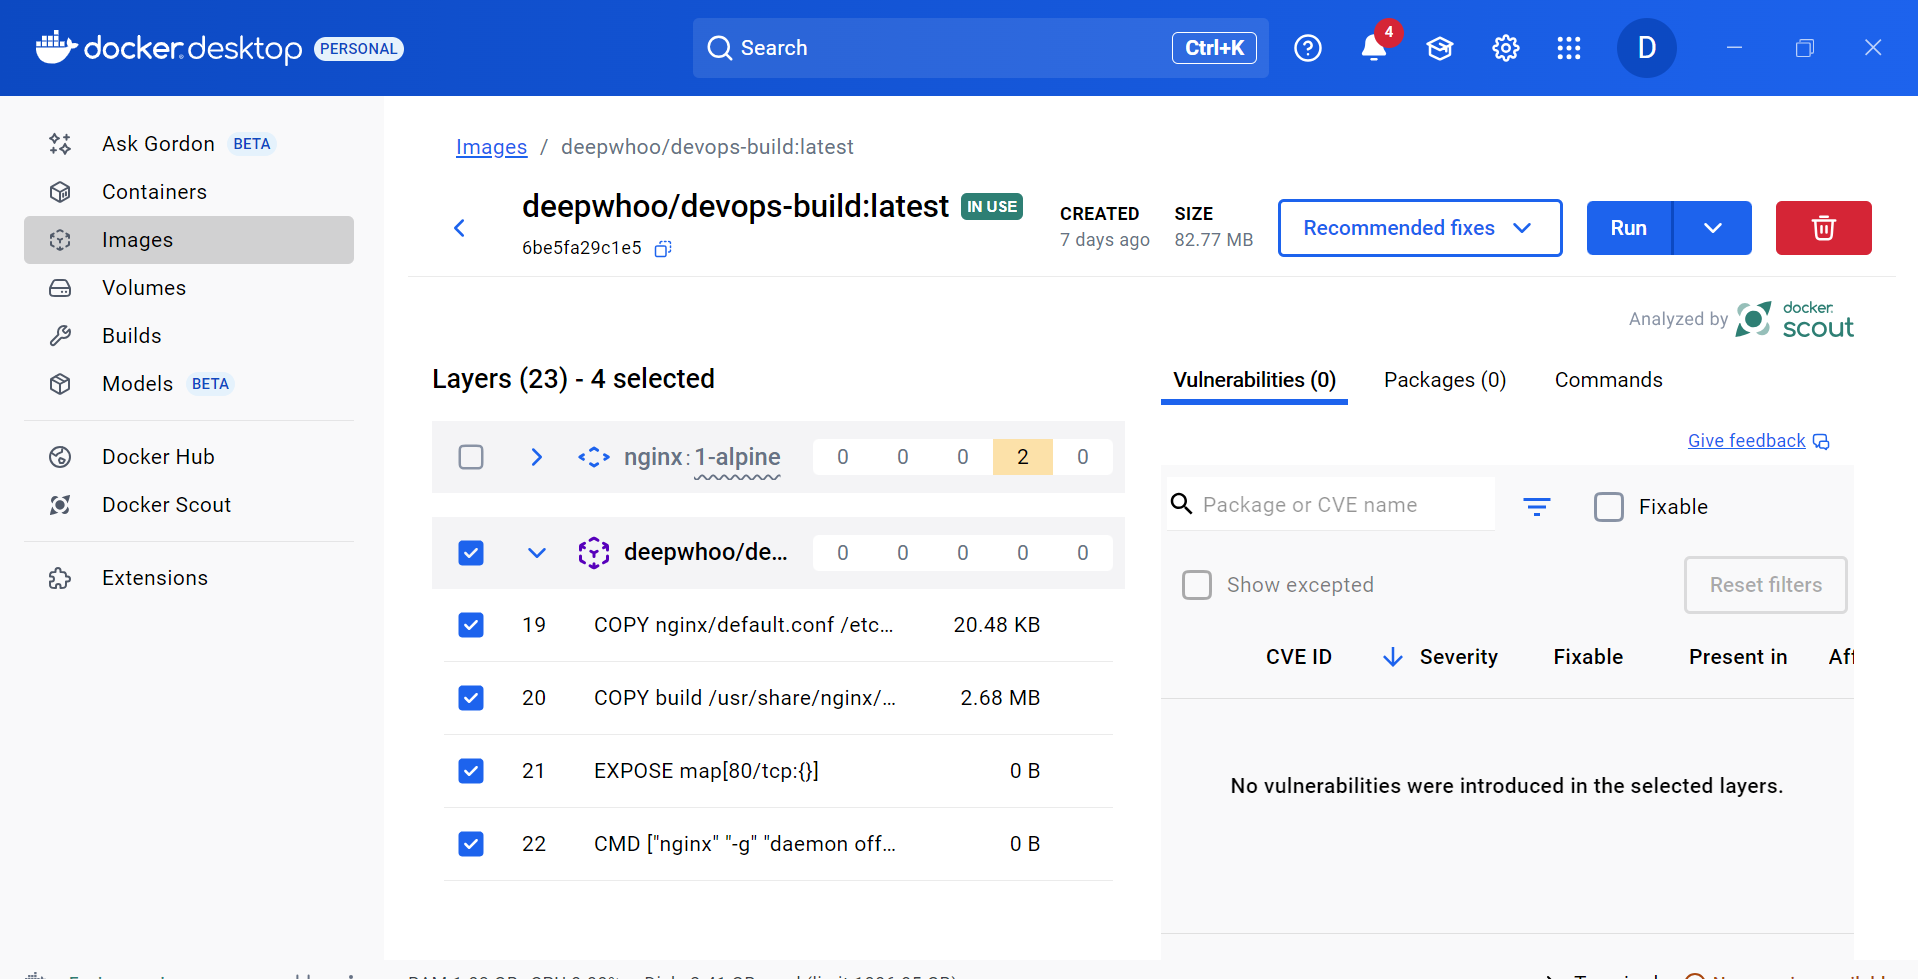 docker desktop PERSONAL
Search Ctrl+K
4
D
Ask Gordon BETA
Containers
Images
Volumes
Builds
Models BETA
Docker Hub
Docker Scout
Extensions
Images / deepwhoo/devops-build:latest
deepwhoo/devops-build:latest IN USE
6be5fa29c1e5
CREATED
7 days ago
SIZE
82.77 MB
Recommended fixes
Run
Analyzed by docker scout
Layers (23) - 4 selected
nginx:1-alpine 0 0 0 2 0
deepwhoo/de... 0 0 0 0 0
19 COPY nginx/default.conf /etc... 20.48 KB
20 COPY build /usr/share/nginx/... 2.68 MB
21 EXPOSE map[80/tcp:{}] 0 B
22 CMD ["nginx" "-g" "daemon off... 0 B
Vulnerabilities (0) Packages (0) Commands
Give feedback
Package or CVE name
Fixable
Show excepted
Reset filters
CVE ID Severity Fixable Present in Aff
No vulnerabilities were introduced in the selected layers.